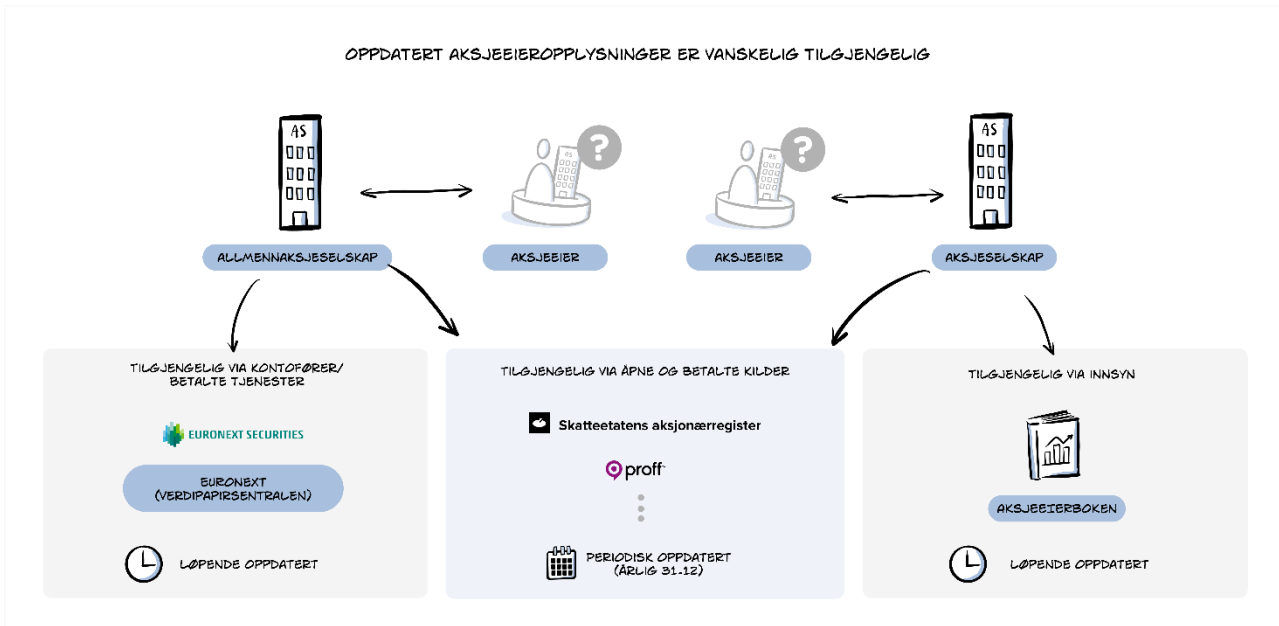 OPPDATERT AKSJEEIEROPPLYSNINGER ER VANSKELIG TILGJENGELIG
AS
AS
?
AS
?
AS
ALLMENNAKSJESELSKAP
AKSJEEIER
AKSJEEIER
AKSJESELSKAP
TILGJENGELIG VIA KONTOFØRER/
BETALTE TJENESTER
EURONEXT SECURITIES
EURONEXT
(VERDIPAPIRSENTRALEN)
LØPENDE OPPDATERT
TILGJENGELIG VIA ÅPNE OG BETALTE KILDER
Skatteetatens aksjonærregister
proff
PERIODISK OPPDATERT
(ÅRLIG 31.12)
TILGJENGELIG VIA INNSYN
AKSJEEIERBOKEN
LØPENDE OPPDATERT